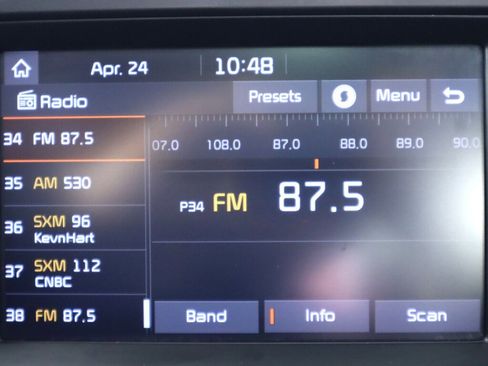 Apr. 24 10:48
Radio Presets Menu
34 FM 87.5
35 AM 530
36 SXM 96
KevnHart
37 SXM 112
CNBC
38 FM 87.5
07.0 108.0 87.0 88.0 89.0 90.0
P34 FM 87.5
Band Info Scan